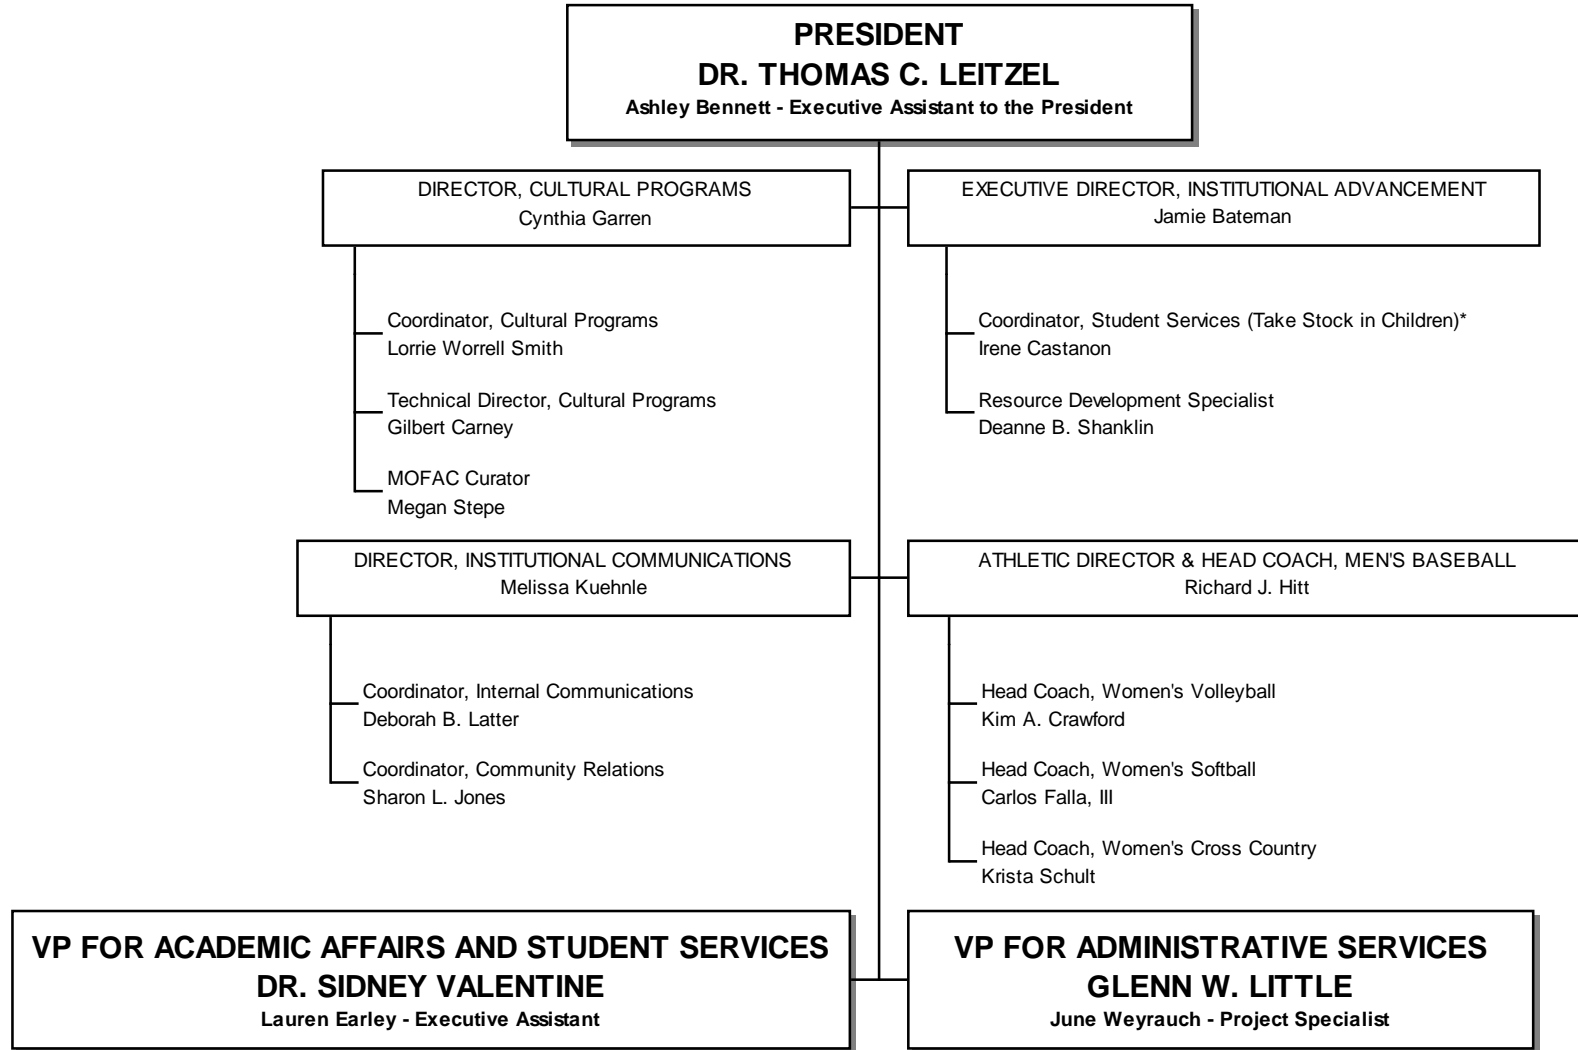 PRESIDENT
DR. THOMAS C. LEITZEL
Ashley Bennett - Executive Assistant to the President
DIRECTOR, CULTURAL PROGRAMS
Cynthia Garren
Coordinator, Cultural Programs
Lorrie Worrell Smith
Technical Director, Cultural Programs
Gilbert Carney
MOFAC Curator
Megan Stepe
EXECUTIVE DIRECTOR, INSTITUTIONAL ADVANCEMENT
Jamie Bateman
Coordinator, Student Services (Take Stock in Children)*
Irene Castanon
Resource Development Specialist
Deanne B. Shanklin
DIRECTOR, INSTITUTIONAL COMMUNICATIONS
Melissa Kuehnle
Coordinator, Internal Communications
Deborah B. Latter
Coordinator, Community Relations
Sharon L. Jones
ATHLETIC DIRECTOR & HEAD COACH, MEN'S BASEBALL
Richard J. Hitt
Head Coach, Women's Volleyball
Kim A. Crawford
Head Coach, Women's Softball
Carlos Falla, III
Head Coach, Women's Cross Country
Krista Schult
VP FOR ACADEMIC AFFAIRS AND STUDENT SERVICES
DR. SIDNEY VALENTINE
Lauren Earley - Executive Assistant
VP FOR ADMINISTRATIVE SERVICES
GLENN W. LITTLE
June Weyrauch - Project Specialist